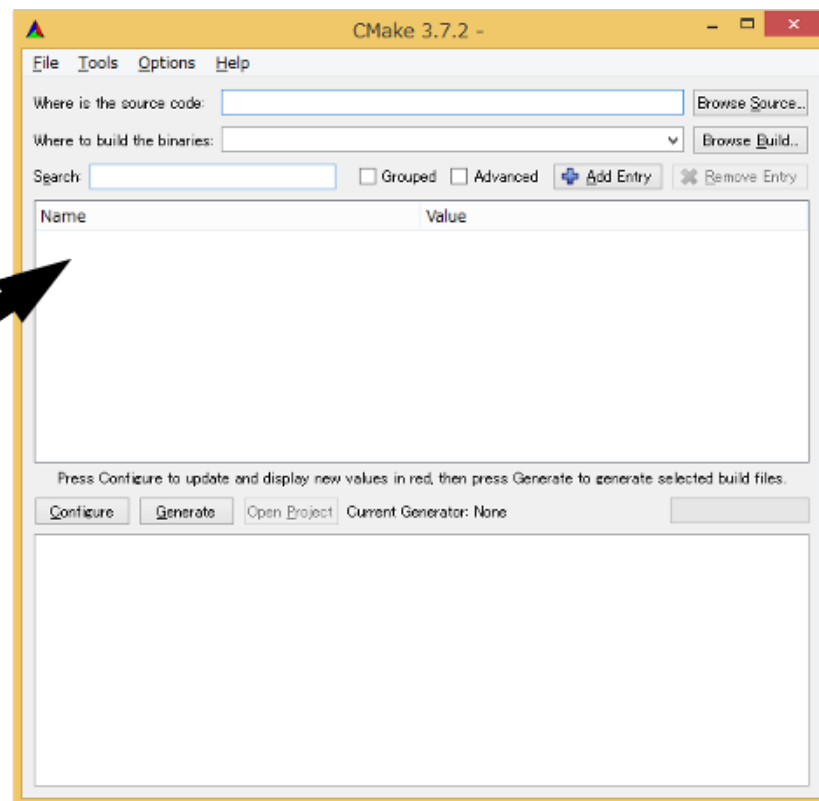 CMake 3.7.2 -
File Tools Options Help
Where is the source code: Browse Source...
Where to build the binaries: Browse Build...
Search: Grouped Advanced Add Entry Remove Entry
Name Value
Press Configure to update and display new values in red, then press Generate to generate selected build files.
Configure Generate Open Project Current Generator: None